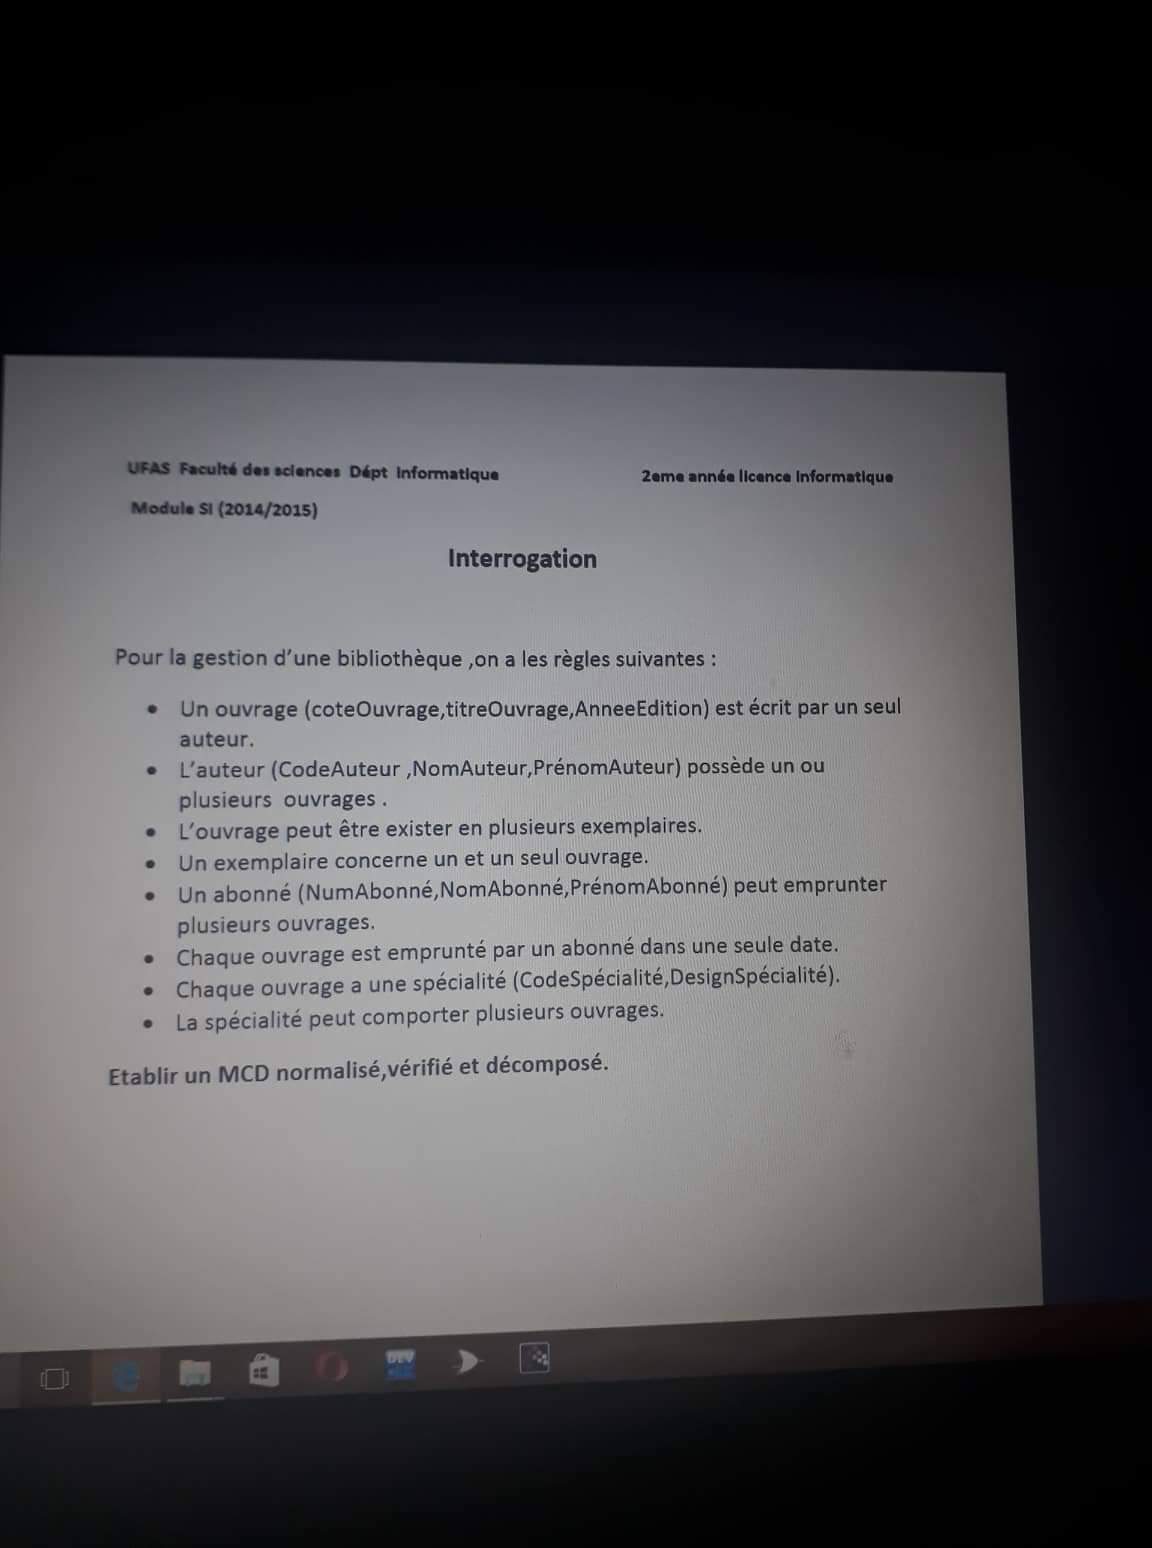 UFAS Faculté des sciences Dépt Informatique 2eme année licence Informatique
Module SI (2014/2015)
Interrogation
Pour la gestion d'une bibliothèque ,on a les règles suivantes :
• Un ouvrage (coteOuvrage,titreOuvrage,AnneeEdition) est écrit par un seul
auteur.
• L'auteur (CodeAuteur ,NomAuteur,PrénomAuteur) possède un ou
plusieurs ouvrages .
• L'ouvrage peut être exister en plusieurs exemplaires.
• Un exemplaire concerne un et un seul ouvrage.
• Un abonné (NumAbonné,NomAbonné,PrénomAbonné) peut emprunter
plusieurs ouvrages.
• Chaque ouvrage est emprunté par un abonné dans une seule date.
• Chaque ouvrage a une spécialité (CodeSpécialité,DesignSpécialité).
• La spécialité peut comporter plusieurs ouvrages.
Etablir un MCD normalisé,vérifié et décomposé.
DEV